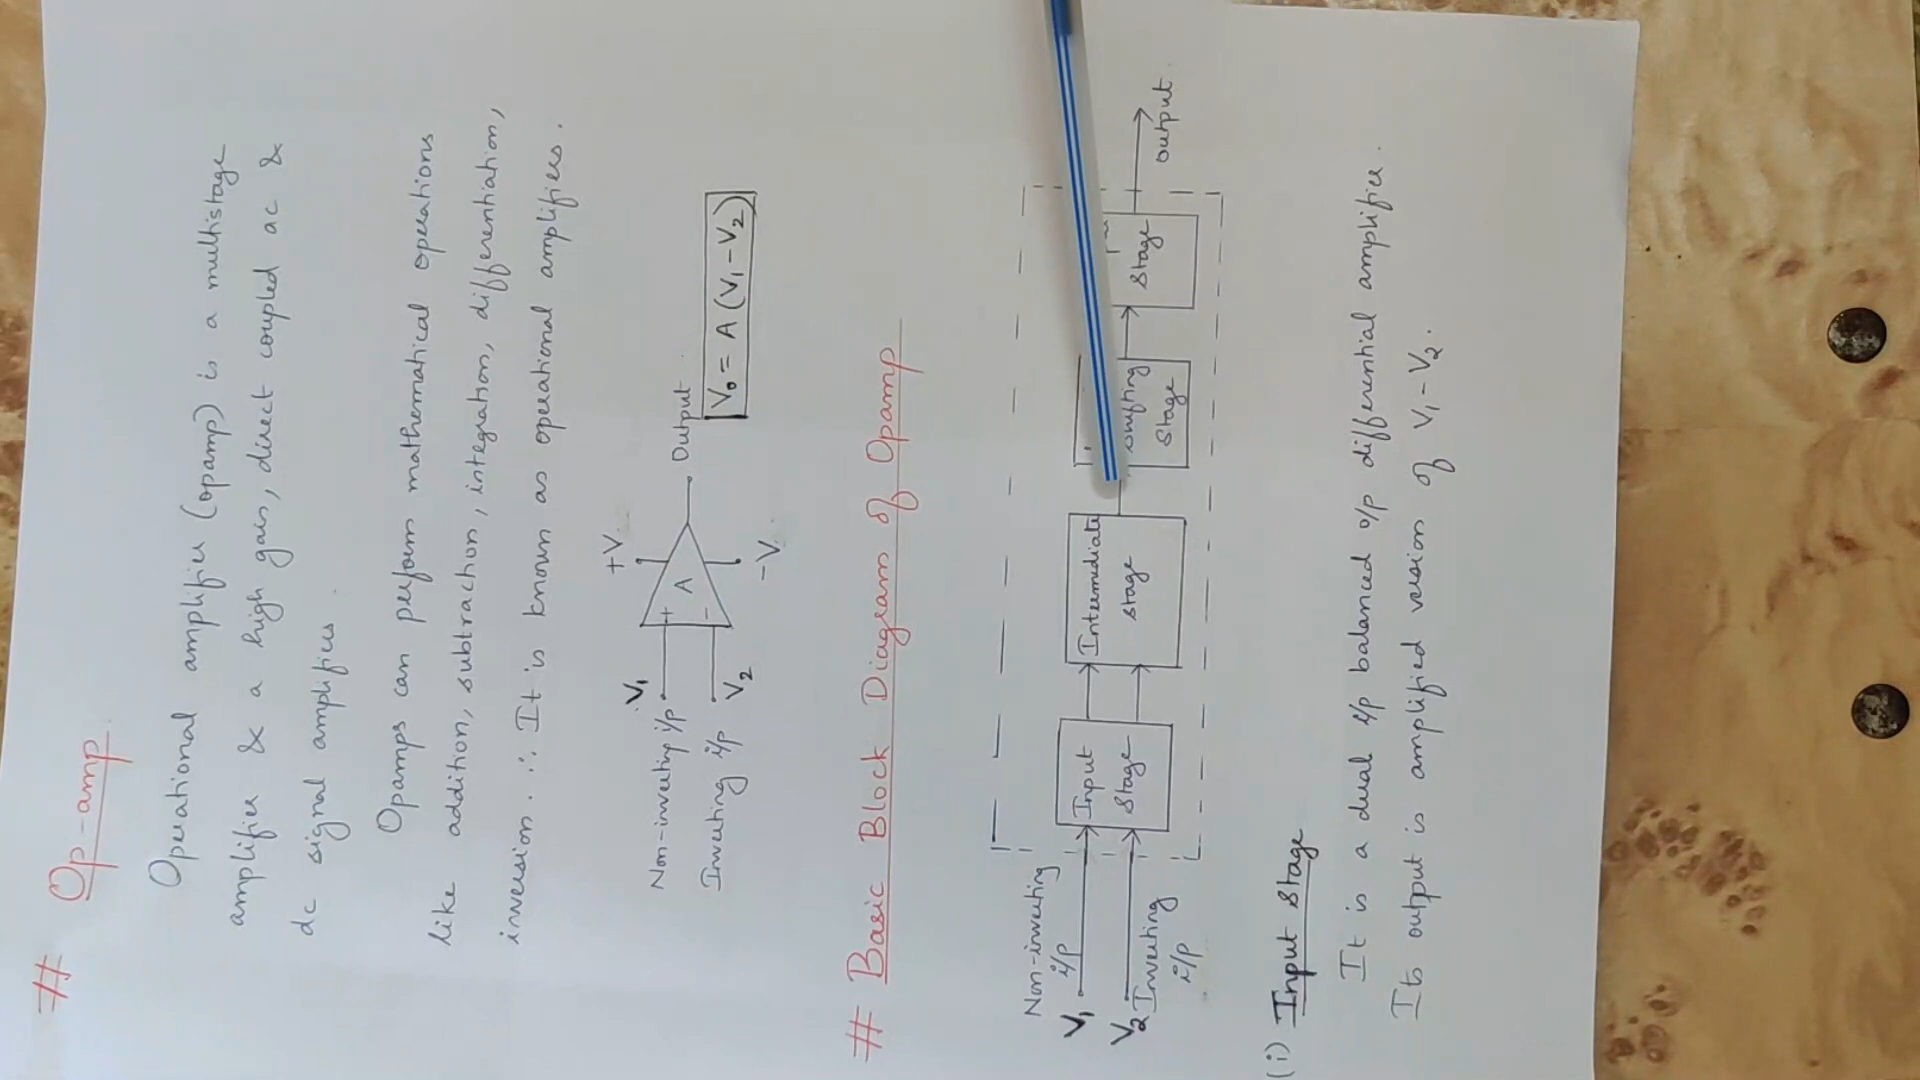 # Op-amp
Operational amplifier (opamp) is a multistage
amplifier & a high gain, direct coupled ac &
dc signal amplifiers.
Opamps can perform mathematical operations
like addition, subtraction, integration, differentiation,
inversion. ∴ It is known as operational amplifiers.
+V
V₁
Non-inverting i/p
+
A
Output
-
Inverting i/p
V₂
-V
V₀ = A (V₁ - V₂)
# Basic Block Diagram of Opamp
Non-inverting
i/p
V₁
V₂
Inverting
i/p
Input
Stage
Intermediate
Stage
Stage
Stage
output
(i) Input Stage
It is a dual i/p balanced o/p differential amplifier.
Its output is amplified version of V₁ - V₂.